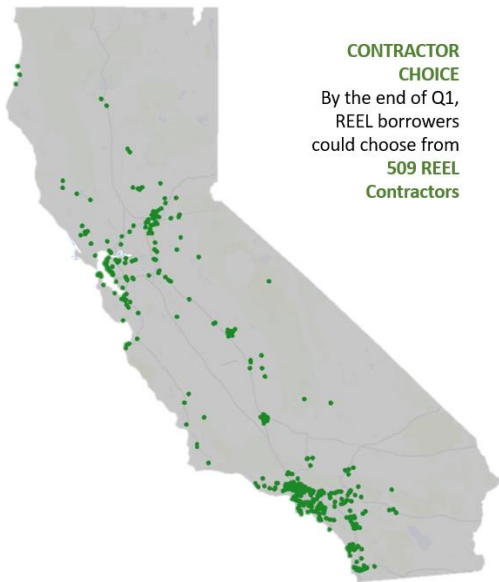 CONTRACTOR
CHOICE
By the end of Q1,
REEL borrowers
could choose from
509 REEL
Contractors